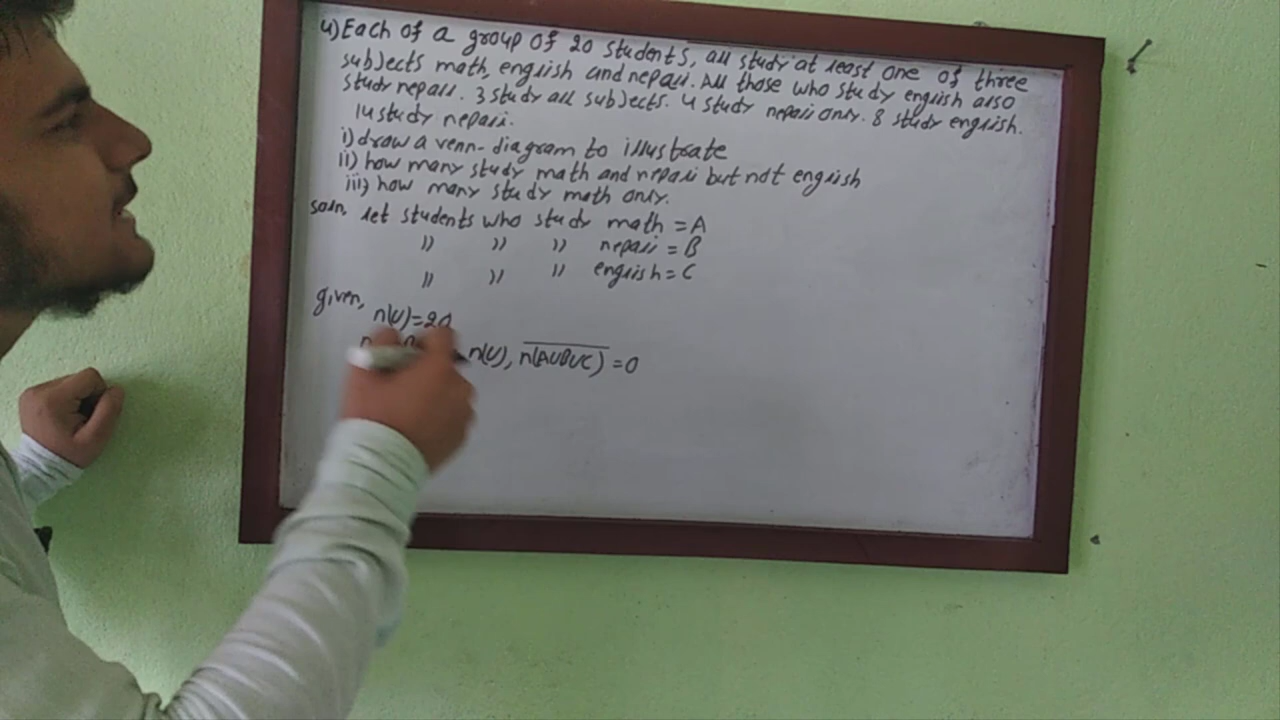 4) Each of a group of 20 students, all study at least one of three
subjects math, english and nepali. All those who study english also
study nepali. 3 study all subjects. 4 study nepali only. 8 study english.
14 study nepali.
i) draw a venn-diagram to illustrate
ii) how many study math and nepali but not english
iii) how many study math only.
soln, let students who study math = A
" " " nepali = B
" " " english = C
given,
n(U)=20
n(U), n(AUBUC) = 0